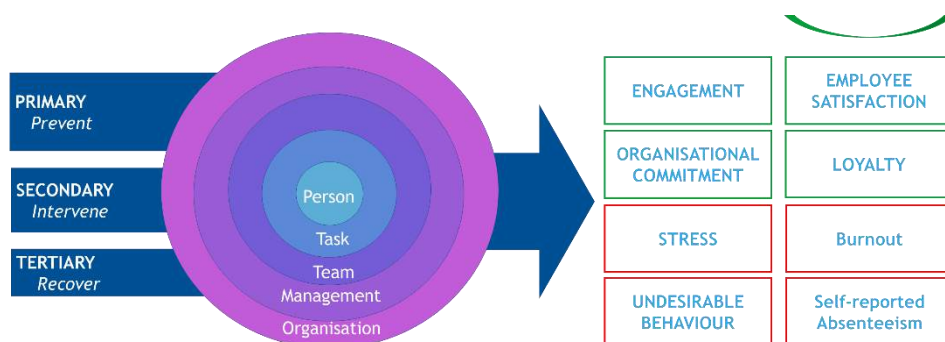 PRIMARY
Prevent
SECONDARY
Intervene
TERTIARY
Recover
Person
Task
Team
Management
Organisation
ENGAGEMENT
EMPLOYEE
SATISFACTION
ORGANISATIONAL
COMMITMENT
LOYALTY
STRESS
Burnout
UNDESIRABLE
BEHAVIOUR
Self-reported
Absenteeism